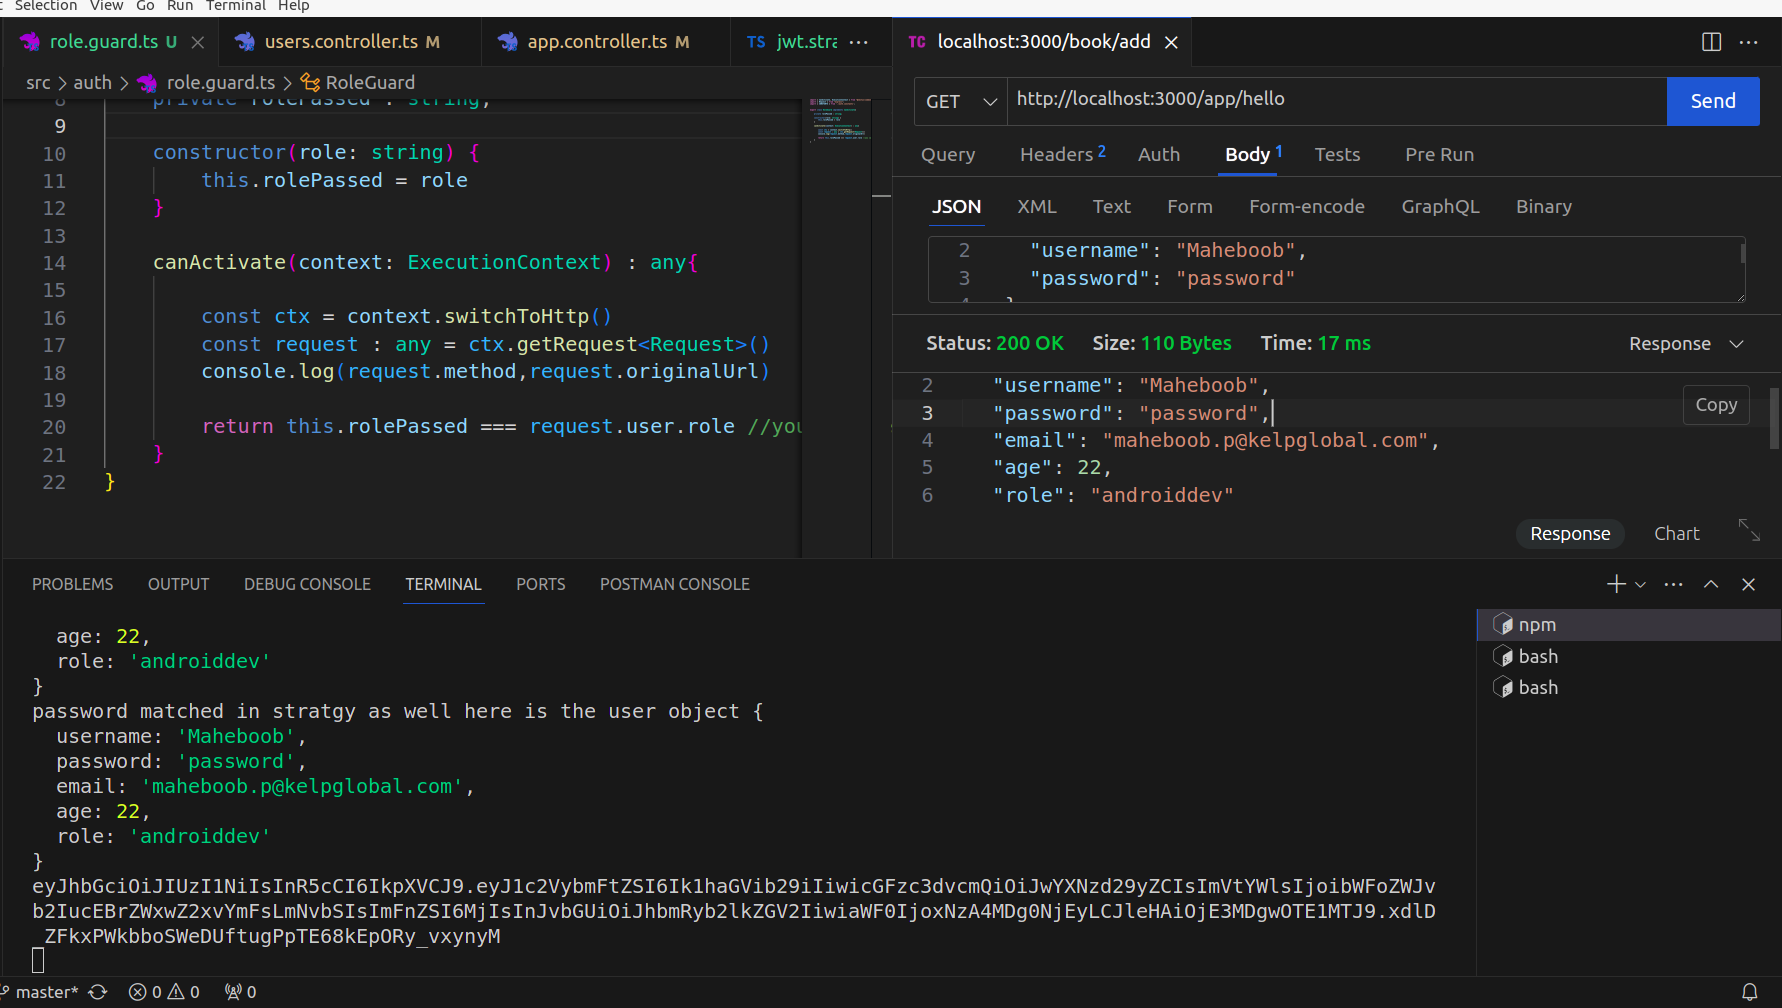 Selection View Go Run Terminal Help
role.guard.ts U
users.controller.ts M
app.controller.ts M
TS jwt.stra ...
src > auth > role.guard.ts > RoleGuard
8 private rolePassed : string;
9
10 constructor(role: string) {
11 this.rolePassed = role
12 }
13
14 canActivate(context: ExecutionContext) : any{
15
16 const ctx = context.switchToHttp()
17 const request : any = ctx.getRequest<Request>()
18 console.log(request.method,request.originalUrl)
19
20 return this.rolePassed === request.user.role //you
21 }
22 }
TC localhost:3000/book/add
GET http://localhost:3000/app/hello Send
Query Headers 2 Auth Body 1 Tests Pre Run
JSON XML Text Form Form-encode GraphQL Binary
2 "username": "Maheboob",
3 "password": "password"
4 }
Status: 200 OK Size: 110 Bytes Time: 17 ms Response
2 "username": "Maheboob",
3 "password": "password",
Copy
4 "email": "maheboob.p@kelpglobal.com",
5 "age": 22,
6 "role": "androiddev"
Response Chart
PROBLEMS OUTPUT DEBUG CONSOLE TERMINAL PORTS POSTMAN CONSOLE
age: 22,
role: 'androiddev'
}
password matched in stratgy as well here is the user object {
username: 'Maheboob',
password: 'password',
email: 'maheboob.p@kelpglobal.com',
age: 22,
role: 'androiddev'
}
eyJhbGciOiJIUzI1NiIsInR5cCI6IkpXVCJ9.eyJ1c2VybmFtZSI6Ik1haGVib29iIiwicGFzc3dvcmQiOiJwYXNzd29yZCIsImVtYWlsIjoibWFoZWJv
b2IucEBrZWxwZ2xvYmFsLmNvbSIsImFnZSI6MjIsInJvbGUiOiJhbmRyb2lkZGV2IiwiaWF0IjoxNzA4MDg0NjEyLCJleHAiOjE3MDgwOTE1MTJ9.xdlD
_ZFkxPWkbboSWeDUftugPpTE68kEpORy_vxynyM
npm
bash
bash
master* 0 0 0